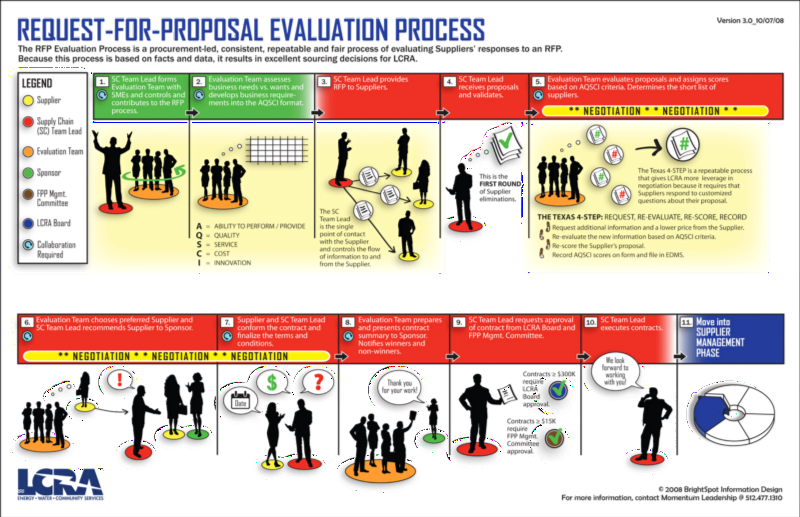 REQUEST-FOR-PROPOSAL EVALUATION PROCESS
Version 3.0_10/07/08
The RFP Evaluation Process is a procurement-led, consistent, repeatable and fair process of evaluating Suppliers' responses to an RFP.
Because this process is based on facts and data, it results in excellent sourcing decisions for LCRA.
LEGEND
Supplier
Supply Chain
(SC) Team Lead
Evaluation Team
Sponsor
FPP Mgmt.
Committee
LCRA Board
Collaboration
Required
1.
SC Team Lead forms
Evaluation Team with
SMEs and controls and
contributes to the RFP
process.
2.
Evaluation Team assesses
business needs vs. wants and
develops business require-
ments into the AQSCI format.
A = ABILITY TO PERFORM / PROVIDE
Q = QUALITY
S = SERVICE
C = COST
I = INNOVATION
3.
SC Team Lead provides
RFP to Suppliers.
The SC
Team Lead
is the single
point of contact
with the Supplier
and controls the flow
of information to and
from the Supplier.
4.
SC Team Lead
receives proposals
and validates.
This is the
FIRST ROUND
of Supplier
eliminations.
5.
Evaluation Team evaluates proposals and assigns scores
based on AQSCI criteria. Determines the short list of
suppliers.
* * NEGOTIATION * * NEGOTIATION * *
#
#
#
#
#
The Texas 4-STEP is a repeatable process
that gives LCRA more leverage in
negotiation because it requires that
Suppliers respond to customized
questions about their proposal.
THE TEXAS 4-STEP: REQUEST, RE-EVALUATE, RE-SCORE, RECORD
Request additional information and a lower price from the Supplier.
Re-evaluate the new information based on AQSCI criteria.
Re-score the Supplier's proposal.
Record AQSCI scores on form and file in EDMS.
6.
Evaluation Team chooses preferred Supplier and
SC Team Lead recommends Supplier to Sponsor.
7.
Supplier and SC Team Lead
conform the contract and
finalize the terms and
conditions.
** NEGOTIATION * * NEGOTIATION * * NEGOTIATION
!
Date
$
?
8.
Evaluation Team prepares
and presents contract
summary to Sponsor.
Notifies winners and
non-winners.
Thank you
for your work!
9.
SC Team Lead requests approval
of contract from LCRA Board and
FPP Mgmt. Committee.
Contracts ≥ $300K
require
LCRA
Board
approval.
Contracts ≥ $15K
require
FPP Mgmt.
Committee
approval.
10.
SC Team Lead
executes contracts.
We look
forward to
working
with you!
11.
Move into
SUPPLIER
MANAGEMENT
PHASE
LCRA
ENERGY • WATER • COMMUNITY SERVICES
© 2008 BrightSpot Information Design
For more information, contact Momentum Leadership @ 512.477.1310